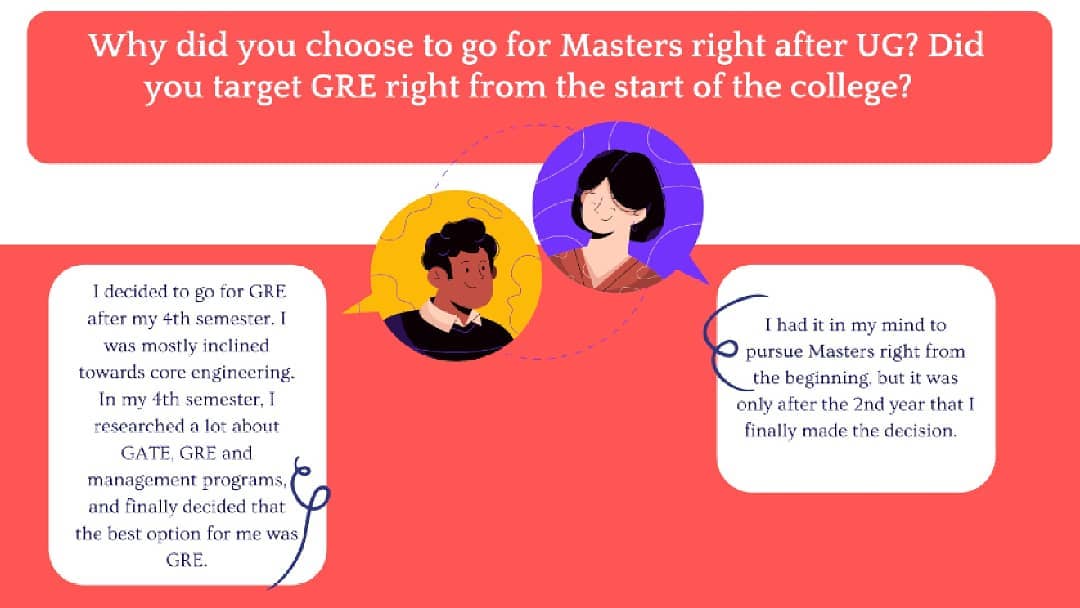 Why did you choose to go for Masters right after UG? Did
you target GRE right from the start of the college?
I decided to go for GRE
after my 4th semester. I
was mostly inclined
towards core engineering.
In my 4th semester, I
researched a lot about
GATE, GRE and
management programs,
and finally decided that
the best option for me was
GRE.
I had it in my mind to
pursue Masters right from
the beginning, but it was
only after the 2nd year that I
finally made the decision.